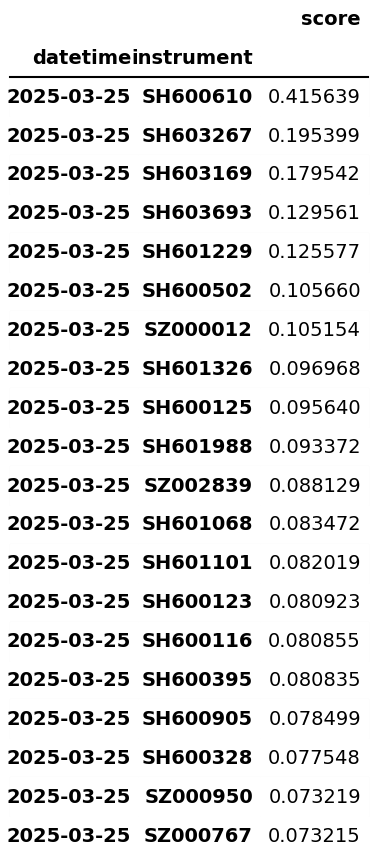 score
datetime instrument
2025-03-25 SH600610 0.415639
2025-03-25 SH603267 0.195399
2025-03-25 SH603169 0.179542
2025-03-25 SH603693 0.129561
2025-03-25 SH601229 0.125577
2025-03-25 SH600502 0.105660
2025-03-25 SZ000012 0.105154
2025-03-25 SH601326 0.096968
2025-03-25 SH600125 0.095640
2025-03-25 SH601988 0.093372
2025-03-25 SZ002839 0.088129
2025-03-25 SH601068 0.083472
2025-03-25 SH601101 0.082019
2025-03-25 SH600123 0.080923
2025-03-25 SH600116 0.080855
2025-03-25 SH600395 0.080835
2025-03-25 SH600905 0.078499
2025-03-25 SH600328 0.077548
2025-03-25 SZ000950 0.073219
2025-03-25 SZ000767 0.073215